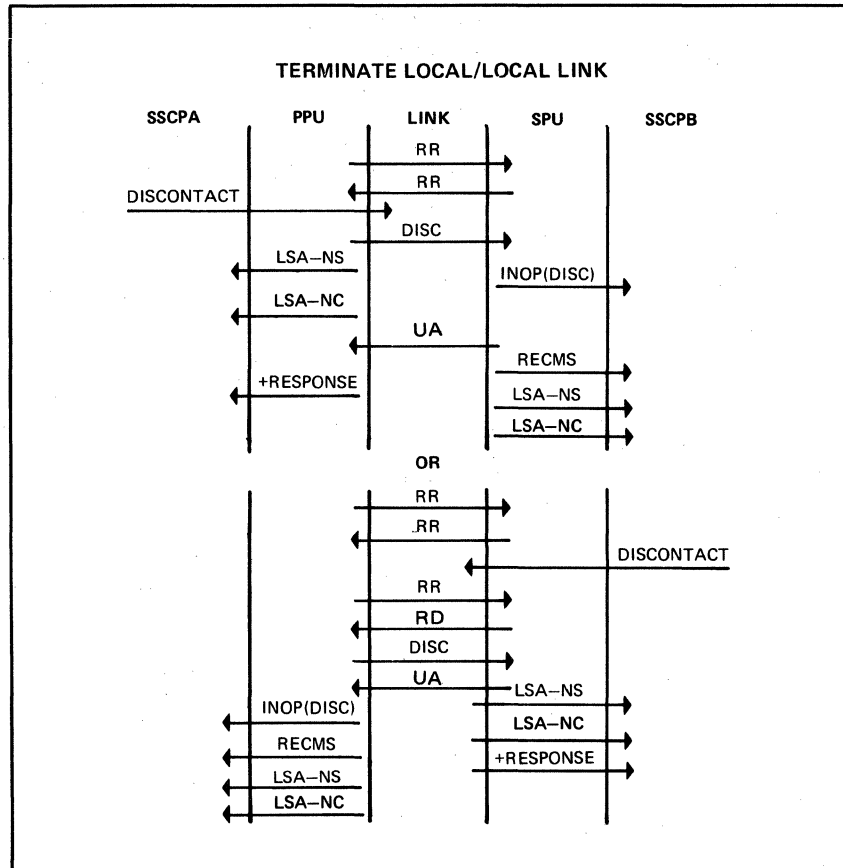 TERMINATE LOCAL/LOCAL LINK
SSCPA PPU LINK SPU SSCPB
RR
RR
DISCONTACT
DISC
LSA-NS
INOP(DISC)
LSA-NC
UA
RECMS
+RESPONSE
LSA-NS
LSA-NC
OR
RR
RR
DISCONTACT
RR
RD
DISC
UA
LSA-NS
INOP(DISC)
LSA-NC
RECMS
+RESPONSE
LSA-NS
LSA-NC